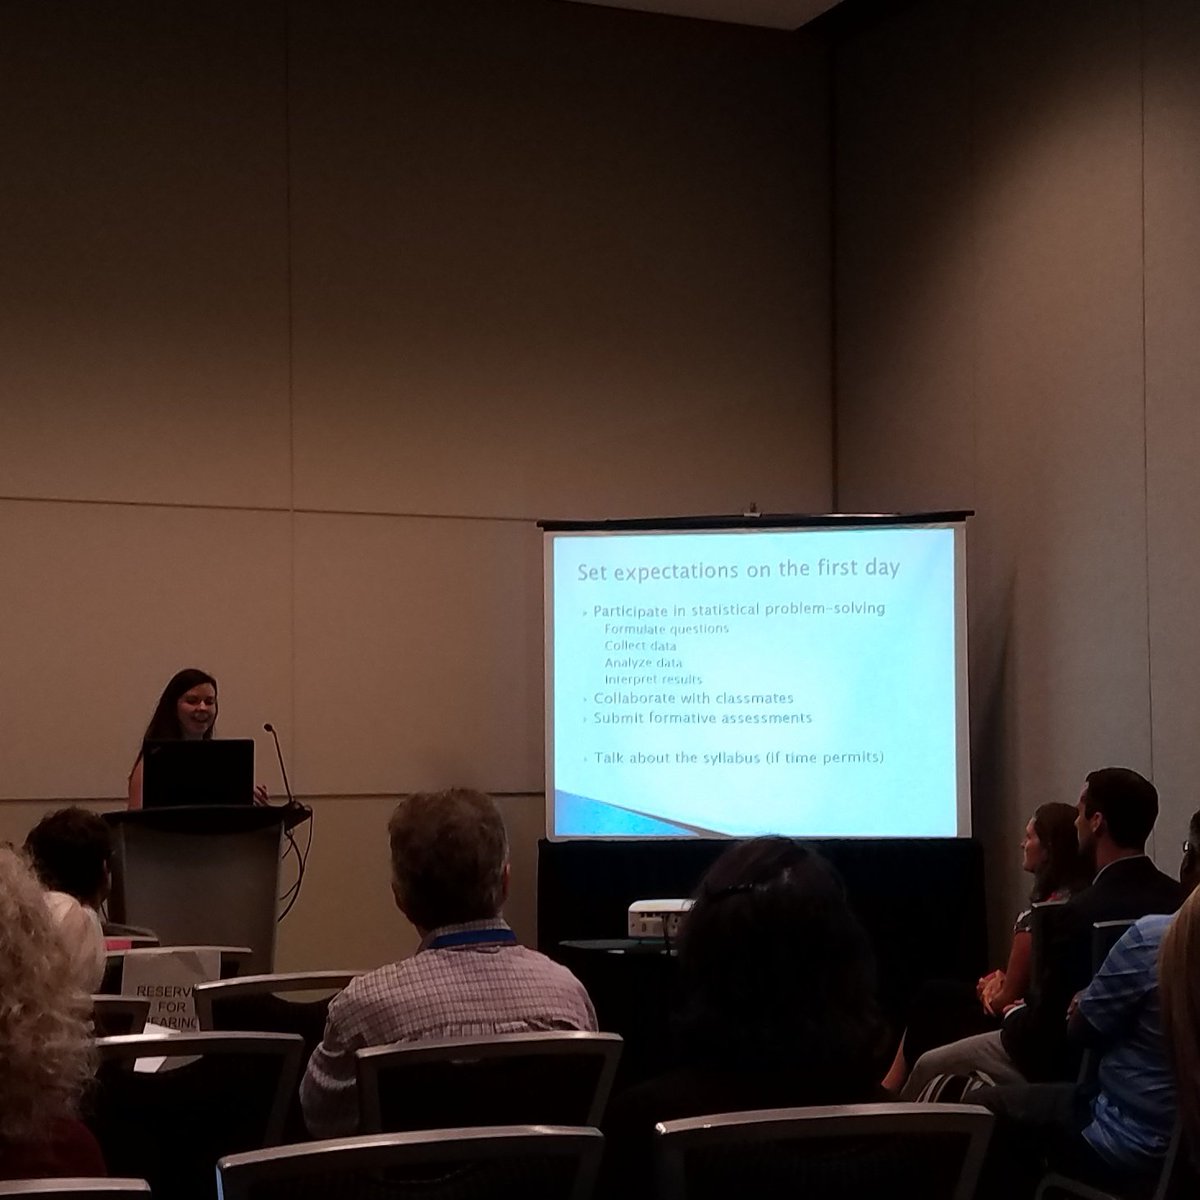 Set expectations on the first day
Participate in statistical problem-solving
Formulate questions
Collect data
Analyze data
Interpret results
Collaborate with classmates
Submit formative assessments
Talk about the syllabus (if time permits)
RESERV
FOR
EARING